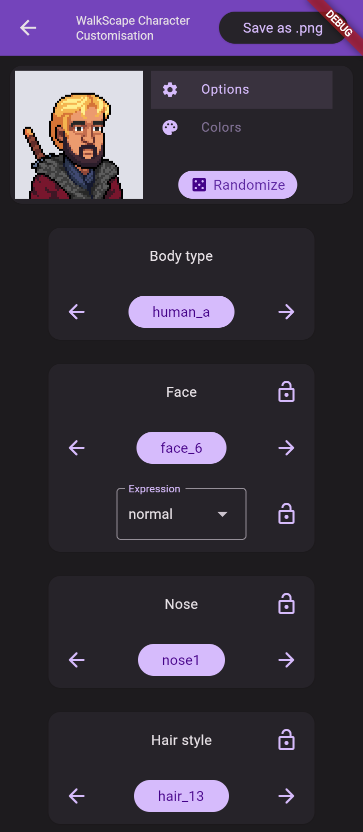 WalkScape Character
Customisation
Save as .png
DEBUG
Options
Colors
Randomize
Body type
human_a
Face
face_6
Expression
normal
Nose
nose1
Hair style
hair_13